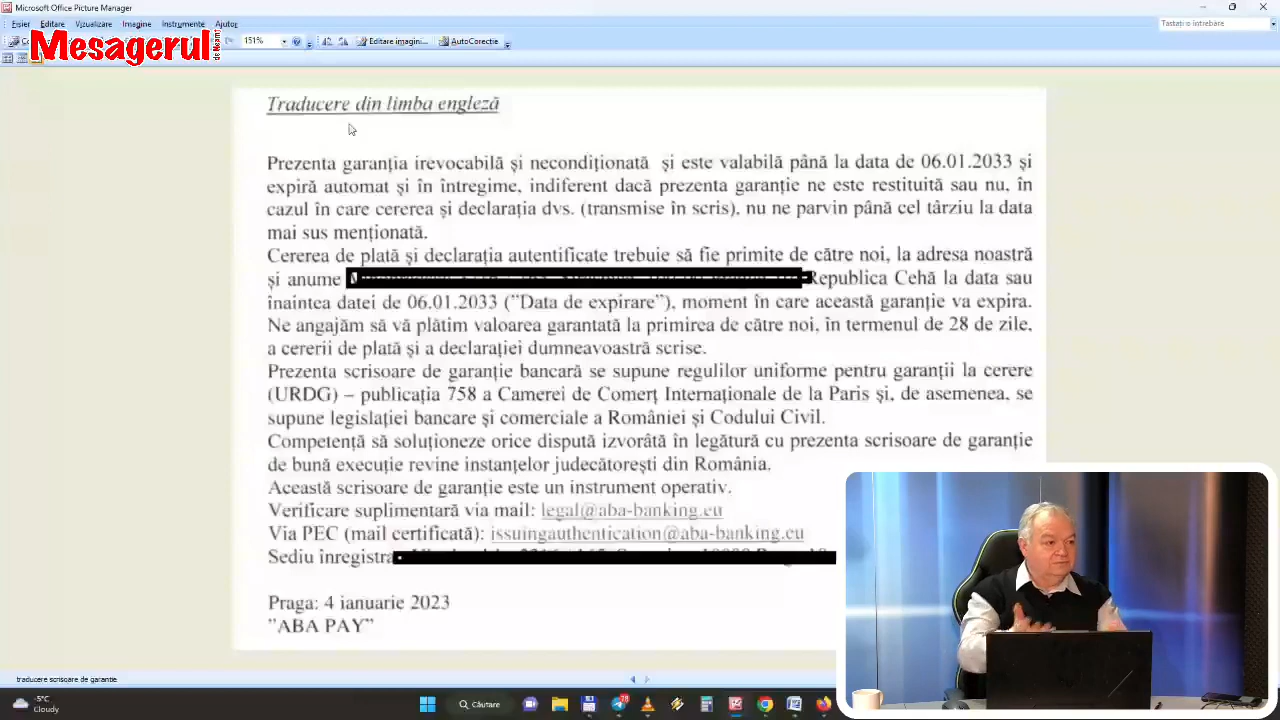 Microsoft Office Picture Manager
Fișier Editare Vizualizare Imagine Instrumente Ajutor
Tastați o întrebare
Mesagerul
de Neamț
151% Editare imagini... AutoCorecție
Traducere din limba engleză
Prezenta garanția irevocabilă și necondiționată și este valabilă până la data de 06.01.2033 și
expiră automat și în întregime, indiferent dacă prezenta garanție ne este restituită sau nu, în
cazul în care cererea și declarația dvs. (transmise în scris), nu ne parvin până cel târziu la data
mai sus menționată.
Cererea de plată și declarația autentificate trebuie să fie primite de către noi, la adresa noastră
și anume Republica Cehă la data sau
înaintea datei de 06.01.2033 (”Data de expirare”), moment în care această garanție va expira.
Ne angajăm să vă plătim valoarea garantată la primirea de către noi, în termenul de 28 de zile,
a cererii de plată și a declarației dumneavoastră scrise.
Prezenta scrisoare de garanție bancară se supune regulilor uniforme pentru garanții la cerere
(URDG) – publicația 758 a Camerei de Comerț Internaționale de la Paris și, de asemenea, se
supune legislației bancare și comerciale a României și Codului Civil.
Competență să soluționeze orice dispută izvorâtă în legătură cu prezenta scrisoare de garanție
de bună execuție revine instanțelor judecătorești din România.
Această scrisoare de garanție este un instrument operativ.
Verificare suplimentară via mail: legal@aba-banking.eu
Via PEC (mail certificată): issuingauthentication@aba-banking.eu
Sediu înregistra
Praga: 4 ianuarie 2023
”ABA PAY”
traducere scrisoare de garantie
-5°C
Cloudy
Căutare
78